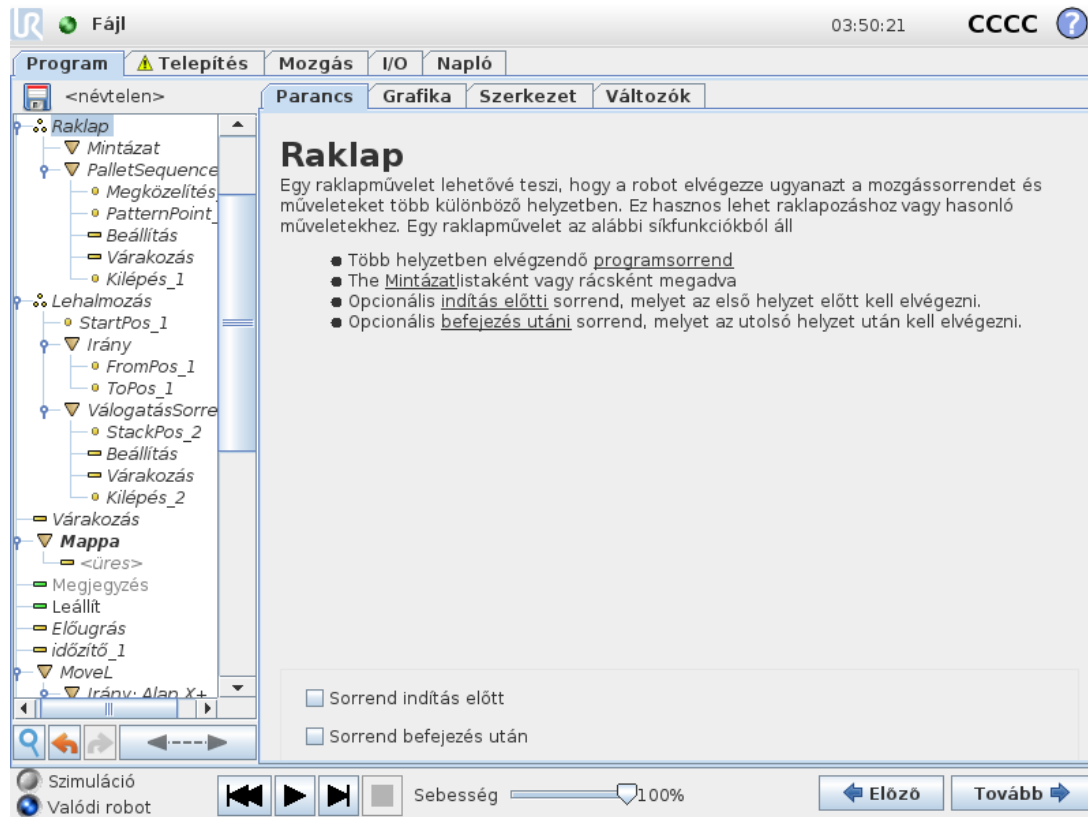 UR Fájl 03:50:21 CCCC ?
Program Telepítés Mozgás I/O Napló
<névtelen> Parancs Grafika Szerkezet Változók
Raklap
Mintázat
PalletSequence
Megközelítés
PatternPoint_
Beállítás
Várakozás
Kilépés_1
Lehalmozás
StartPos_1
Irány
FromPos_1
ToPos_1
VálogatásSorre
StackPos_2
Beállítás
Várakozás
Kilépés_2
Várakozás
Mappa
<üres>
Megjegyzés
Leállít
Előugrás
időzítő_1
MoveL
Irány: Alap X+
Raklap
Egy raklapművelet lehetővé teszi, hogy a robot elvégezze ugyanazt a mozgássorrendet és
műveleteket több különböző helyzetben. Ez hasznos lehet raklapozáshoz vagy hasonló
műveletekhez. Egy raklapművelet az alábbi síkfunkciókból áll
Több helyzetben elvégzendő programsorrend
The Mintázatlistaként vagy rácsként megadva
Opcionális indítás előtti sorrend, melyet az első helyzet előtt kell elvégezni.
Opcionális befejezés utáni sorrend, melyet az utolsó helyzet után kell elvégezni.
Sorrend indítás előtt
Sorrend befejezés után
Szimuláció
Valódi robot
Sebesség 100%
Előző Tovább